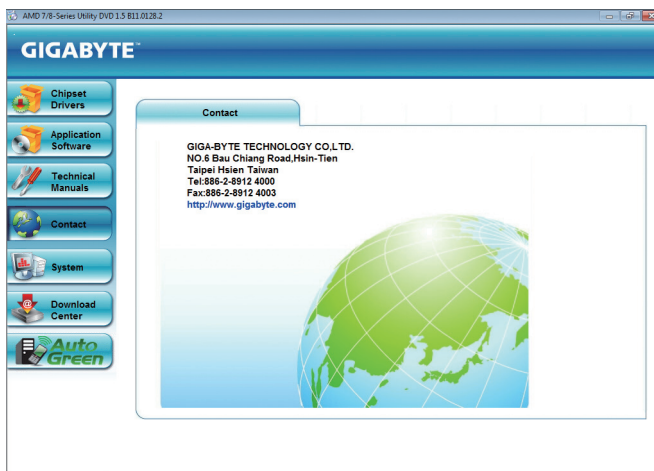 AMD 7/8-Series Utility DVD 1.5 B11.0128.2
GIGABYTE™
Chipset
Drivers
Application
Software
Technical
Manuals
Contact
System
Download
Center
Auto
Green
Contact
GIGA-BYTE TECHNOLOGY CO,LTD.
NO.6 Bau Chiang Road,Hsin-Tien
Taipei Hsien Taiwan
Tel:886-2-8912 4000
Fax:886-2-8912 4003
http://www.gigabyte.com